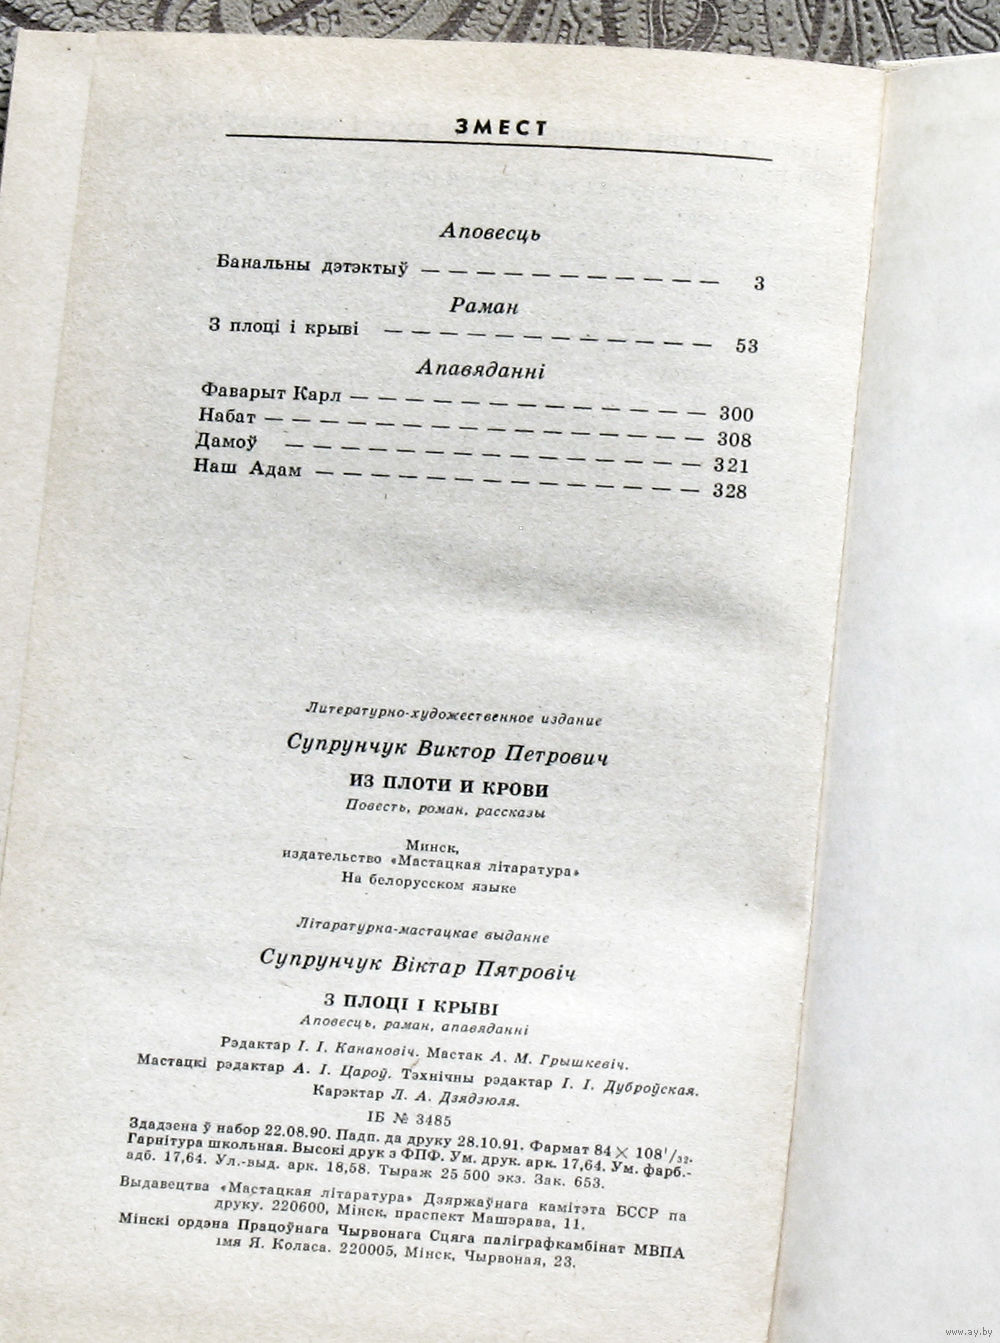 ЗМЕСТ
Аповесць
Банальны дэтэктыў — — — — — — — — — — — 3
Раман
З плоці і крыві — — — — — — — — — — — — 53
Апавяданні
Фаварыт Карл — — — — — — — — — — — — — 300
Набат — — — — — — — — — — — — — — — — 308
Дамоў — — — — — — — — — — — — — — — 321
Наш Адам — — — — — — — — — — — — — — 328
Литературно-художественное издание
Супрунчук Виктор Петрович
ИЗ ПЛОТИ И КРОВИ
Повесть, роман, рассказы
Минск,
издательство «Мастацкая літаратура»
На белорусском языке
Літаратурна-мастацкае выданне
Супрунчук Віктар Пятровіч
З ПЛОЦІ І КРЫВІ
Аповесць, раман, апавяданні
Рэдактар І. І. Канановіч. Мастак А. М. Грышкевіч.
Мастацкі рэдактар А. І. Цароў. Тэхнічны рэдактар І. І. Дуброўская.
Карэктар Л. А. Дзядзюля.
ІБ № 3485
Здадзена ў набор 22.08.90. Падп. да друку 28.10.91. Фармат 84 × 108¹/₃₂.
Гарнітура школьная. Высокі друк з ФПФ. Ум. друк. арк. 17,64. Ум. фарб.-
адб. 17,64. Ул.-выд. арк. 18,58. Тыраж 25 500 экз. Зак. 653.
Выдавецтва «Мастацкая літаратура» Дзяржаўнага камітэта БССР па
друку. 220600, Мінск, праспект Машэрава, 11.
Мінскі ордэна Працоўнага Чырвонага Сцяга паліграфкамбінат МВПА
імя Я. Коласа. 220005, Мінск, Чырвоная, 23.
www.ay.by